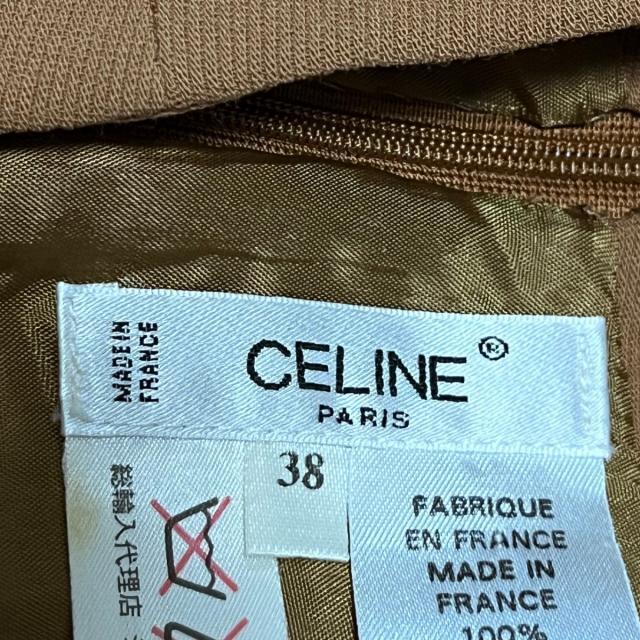 MADE IN
FRANCE
CELINE®
PARIS
38
総輸入代理店
FABRIQUE
EN FRANCE
MADE IN
FRANCE
100%